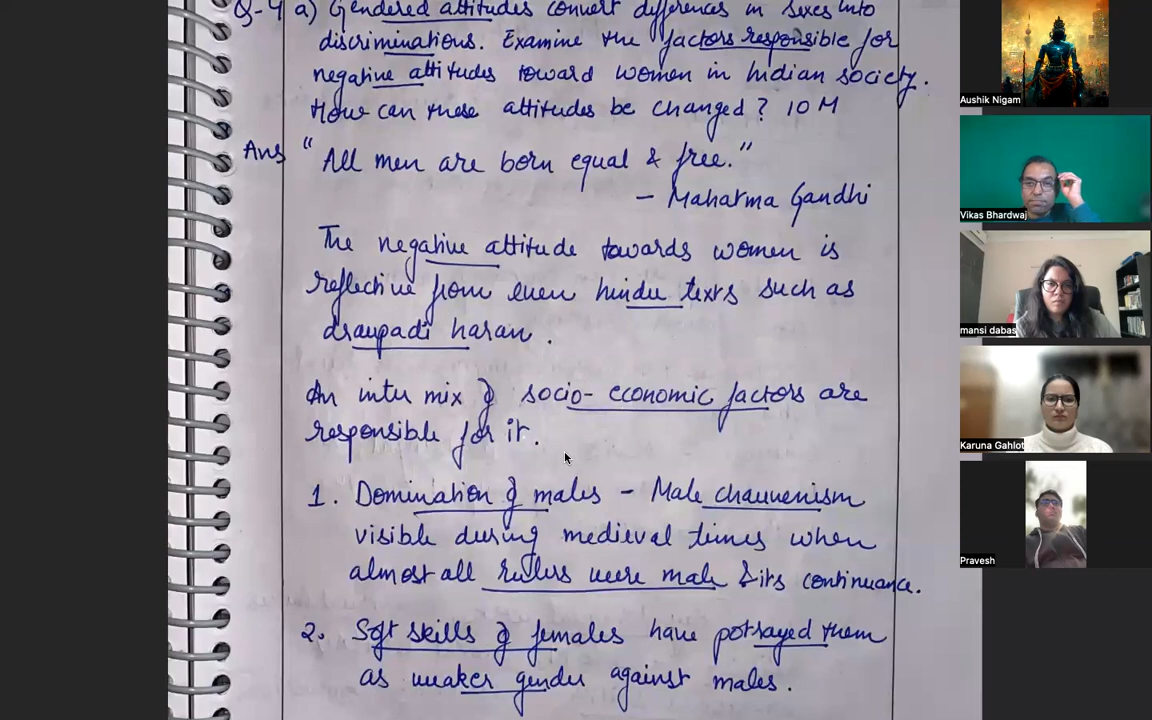 Q-4 a) Gendered attitudes convert differences in sexes into
discriminations. Examine the factors responsible for
negative attitudes toward women in Indian society.
How can these attitudes be changed? 10 M
Ans "All men are born equal & free."
- Mahatma Gandhi
The negative attitude towards women is
reflective from even hindu texts such as
draupadi haran.
An inter mix of socio-economic factors are
responsible for it.
1. Domination of males - Male chauvenism
visible during medieval times when
almost all rulers were male & its continuance.
2. Soft skills of females have potrayed them
as weaker gender against males.
Aushik Nigam
Vikas Bhardwaj
mansi dabas
Karuna Gahlot
Pravesh